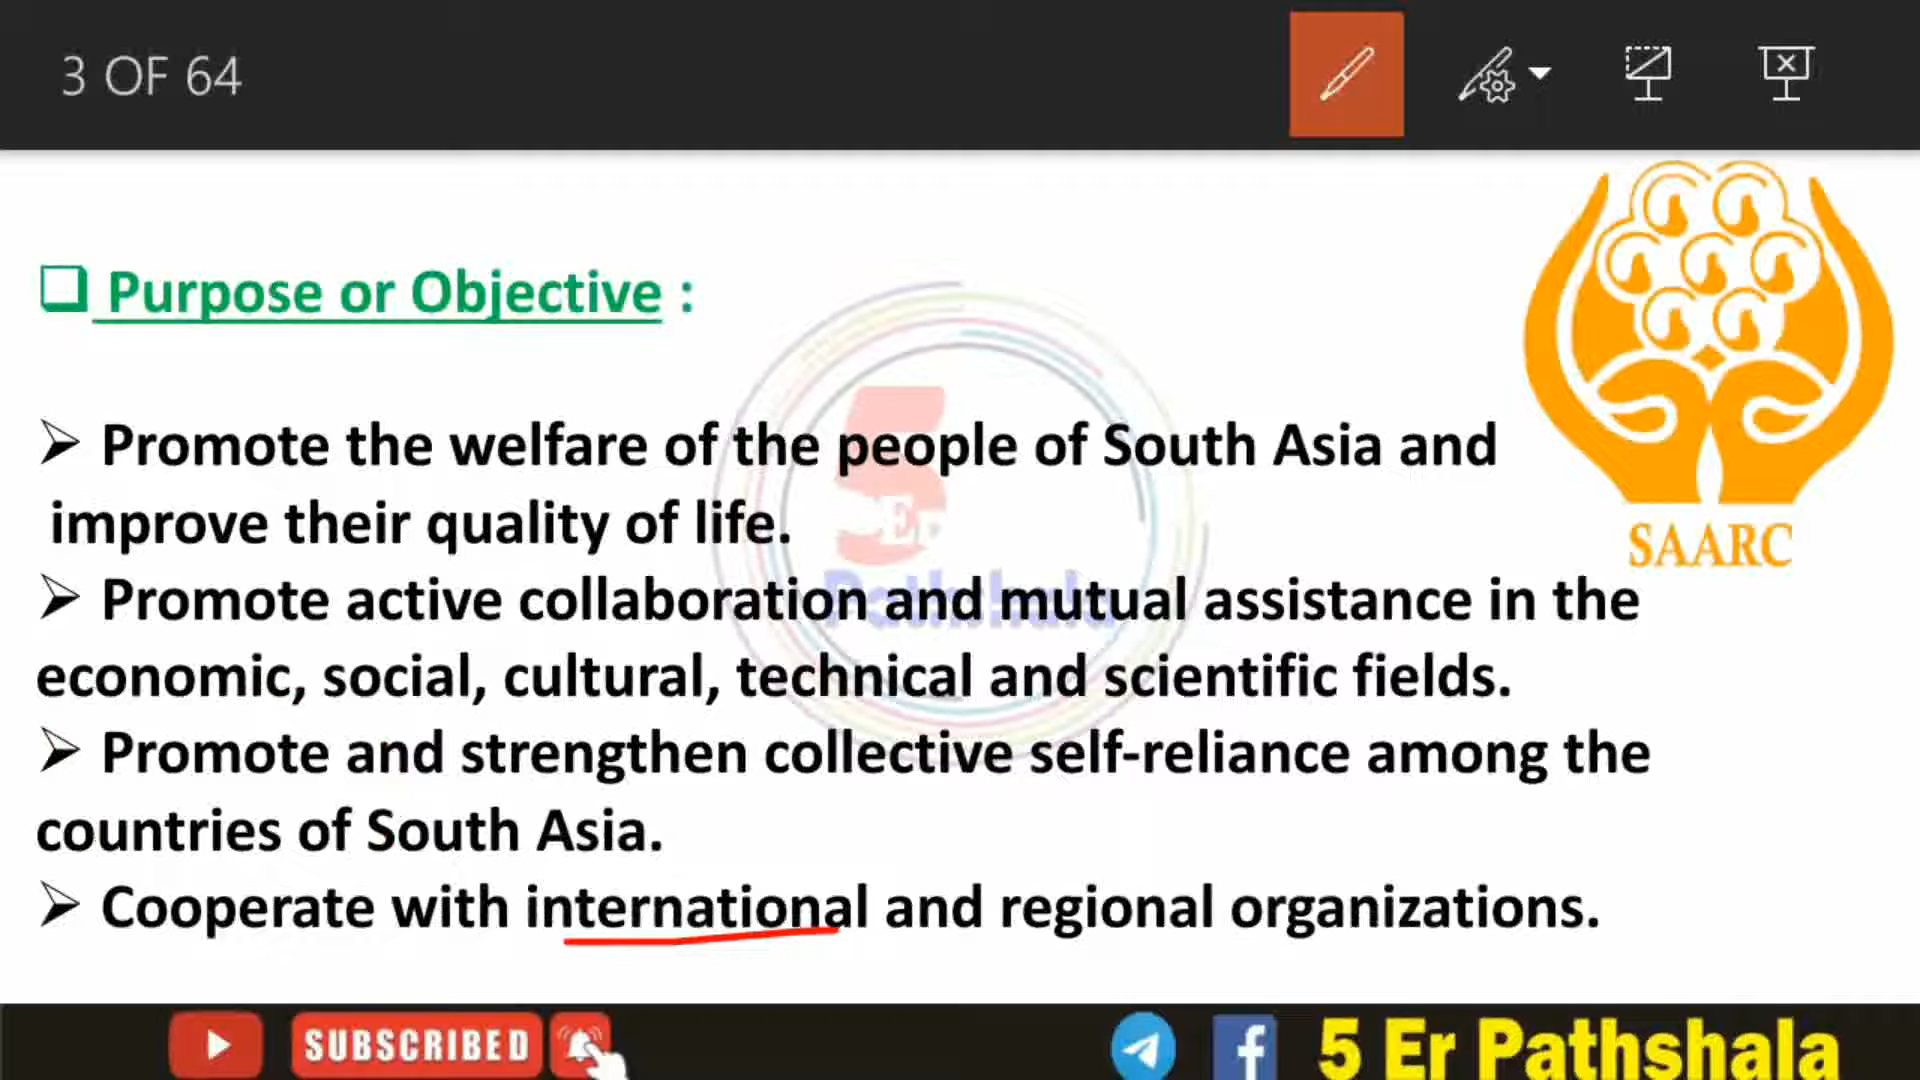 3 OF 64
Purpose or Objective :
➢ Promote the welfare of the people of South Asia and
improve their quality of life.
SAARC
➢ Promote active collaboration and mutual assistance in the
economic, social, cultural, technical and scientific fields.
➢ Promote and strengthen collective self-reliance among the
countries of South Asia.
➢ Cooperate with international and regional organizations.
5
Er
Pathshala
SUBSCRIBED
5 Er Pathshala